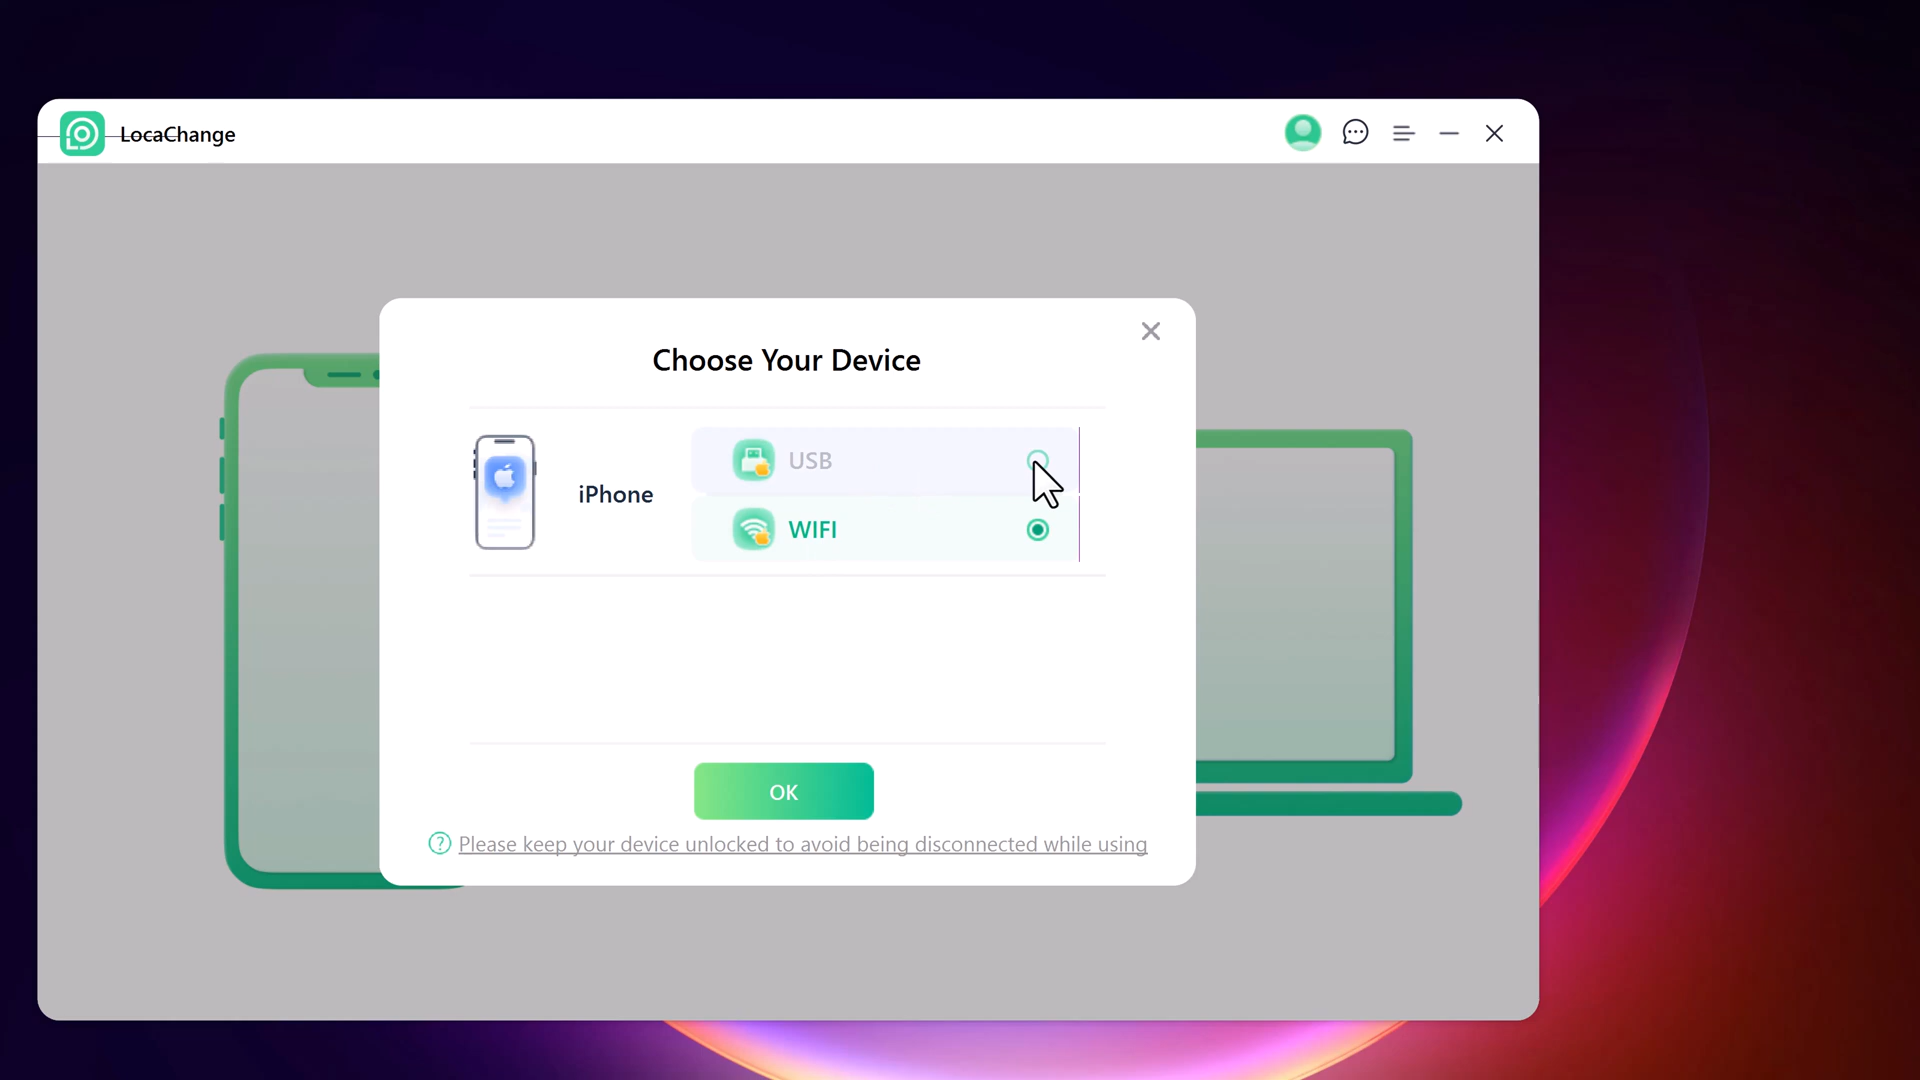 LocaChange
Choose Your Device
USB
iPhone
WIFI
OK
Please keep your device unlocked to avoid being disconnected while using